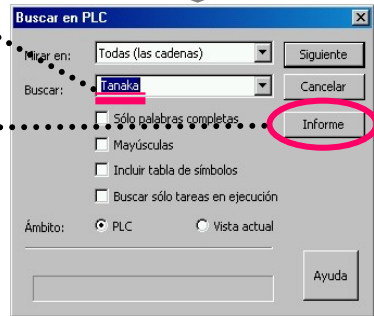 Buscar en PLC
Mirar en: Todas (las cadenas) Siguiente
Buscar: Tanaka Cancelar
Sólo palabras completas Informe
Mayúsculas
Incluir tabla de símbolos
Buscar sólo tareas en ejecución
Ámbito: PLC Vista actual
Ayuda